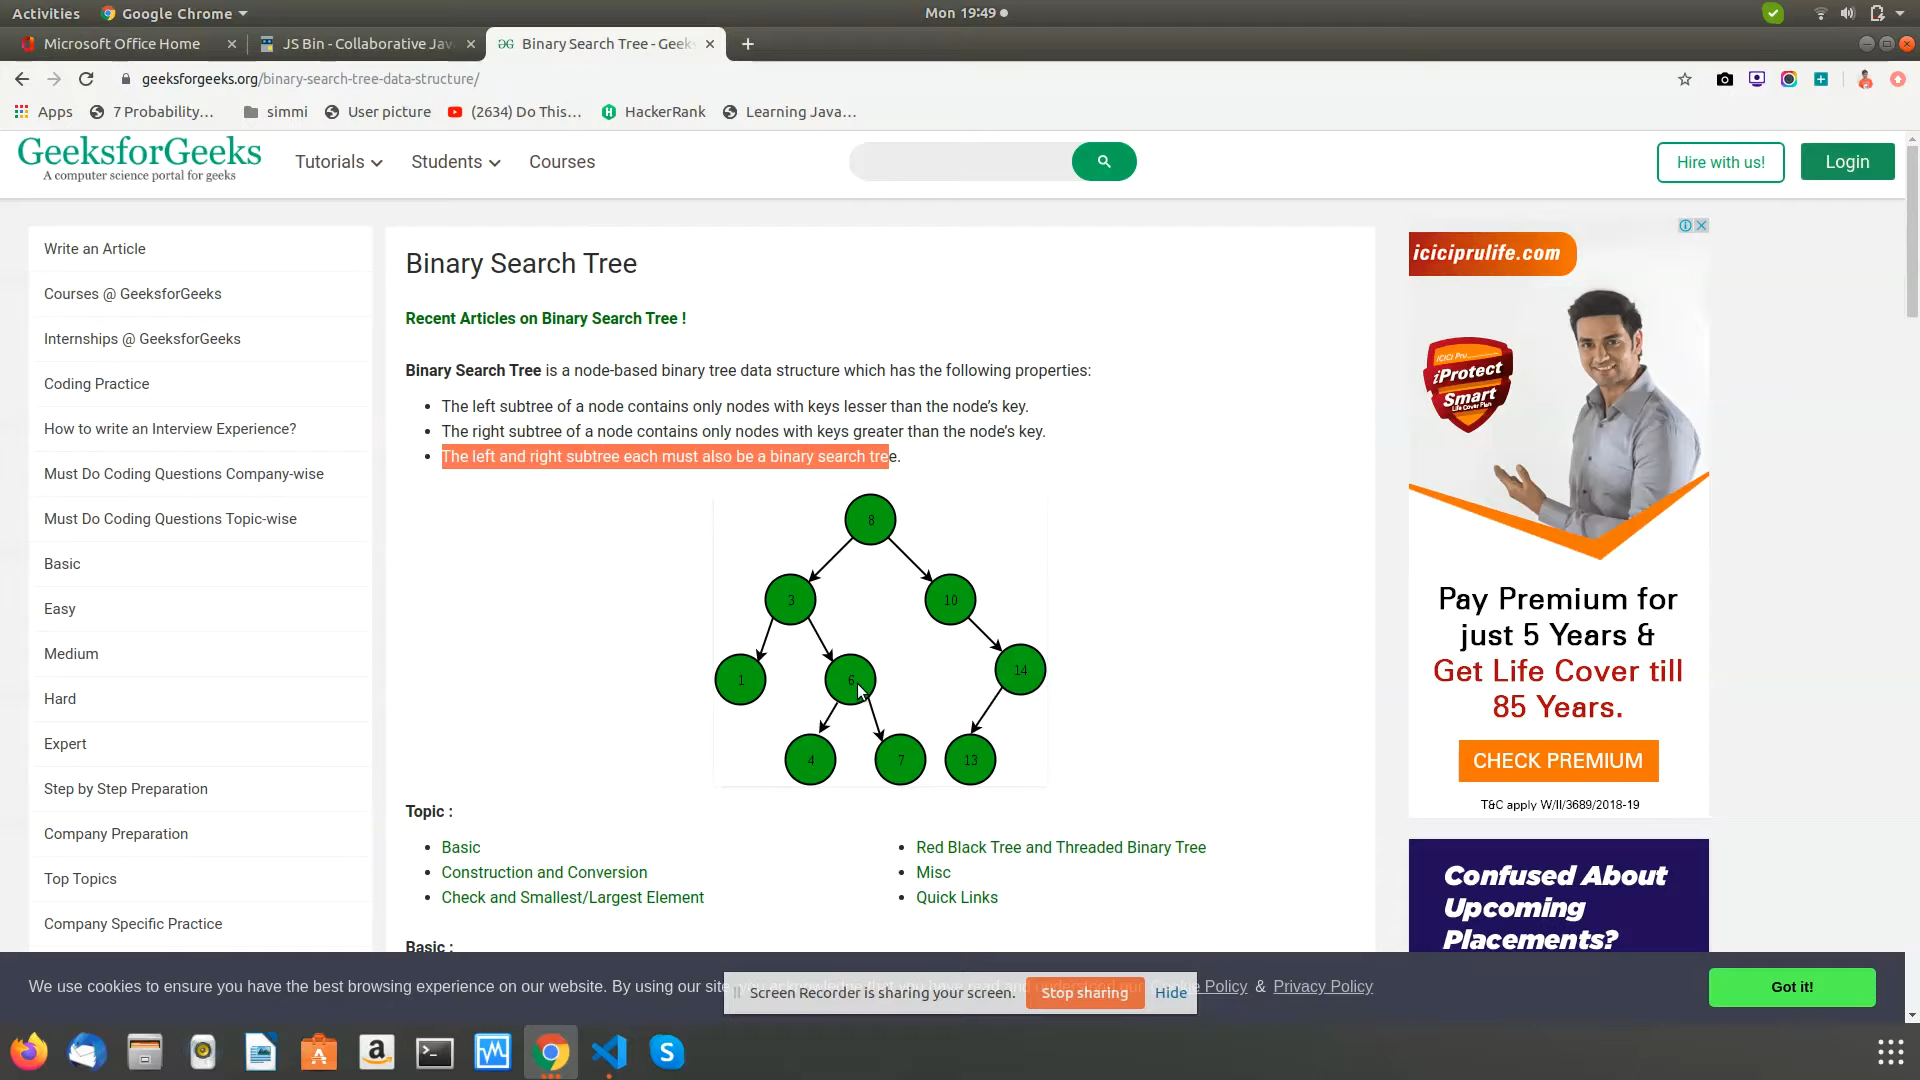 Activities Google Chrome Mon 19:49
Microsoft Office Home JS Bin - Collaborative Jav Binary Search Tree - Geek
geeksforgeeks.org/binary-search-tree-data-structure/
Apps 7 Probability... simmi User picture (2634) Do This... HackerRank Learning Java...
GeeksforGeeks
A computer science portal for geeks
Tutorials Students Courses Hire with us! Login
Write an Article
Courses @ GeeksforGeeks
Internships @ GeeksforGeeks
Coding Practice
How to write an Interview Experience?
Must Do Coding Questions Company-wise
Must Do Coding Questions Topic-wise
Basic
Easy
Medium
Hard
Expert
Step by Step Preparation
Company Preparation
Top Topics
Company Specific Practice
Binary Search Tree
Recent Articles on Binary Search Tree !
Binary Search Tree is a node-based binary tree data structure which has the following properties:
The left subtree of a node contains only nodes with keys lesser than the node's key.
The right subtree of a node contains only nodes with keys greater than the node's key.
The left and right subtree each must also be a binary search tree.
8
3 10
1 6 14
4 7 13
Topic :
Basic
Construction and Conversion
Check and Smallest/Largest Element
Red Black Tree and Threaded Binary Tree
Misc
Quick Links
Basic :
iciciprulife.com
ICICI Pru
iProtect
Smart
Life Cover Plan
Pay Premium for
just 5 Years &
Get Life Cover till
85 Years.
CHECK PREMIUM
T&C apply W/II/3689/2018-19
Confused About
Upcoming
Placements?
We use cookies to ensure you have the best browsing experience on our website. By using our site, Policy & Privacy Policy
Got it!
Screen Recorder is sharing your screen. Stop sharing Hide